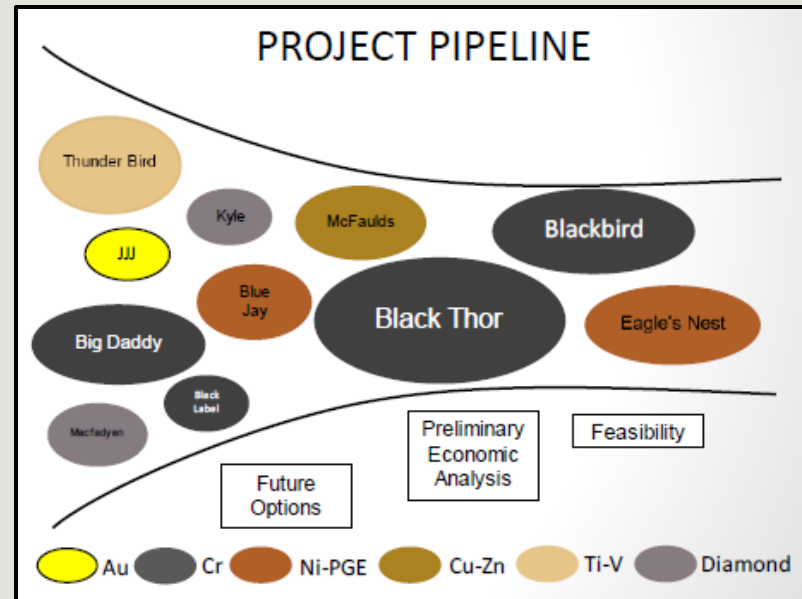 PROJECT PIPELINE
Thunder Bird
Kyle
McFaulds
Blackbird
JJJ
Blue
Jay
Black Thor
Eagle's Nest
Big Daddy
Black
Label
Macfadyen
Preliminary
Economic
Analysis
Feasibility
Future
Options
Au
Cr
Ni-PGE
Cu-Zn
Ti-V
Diamond